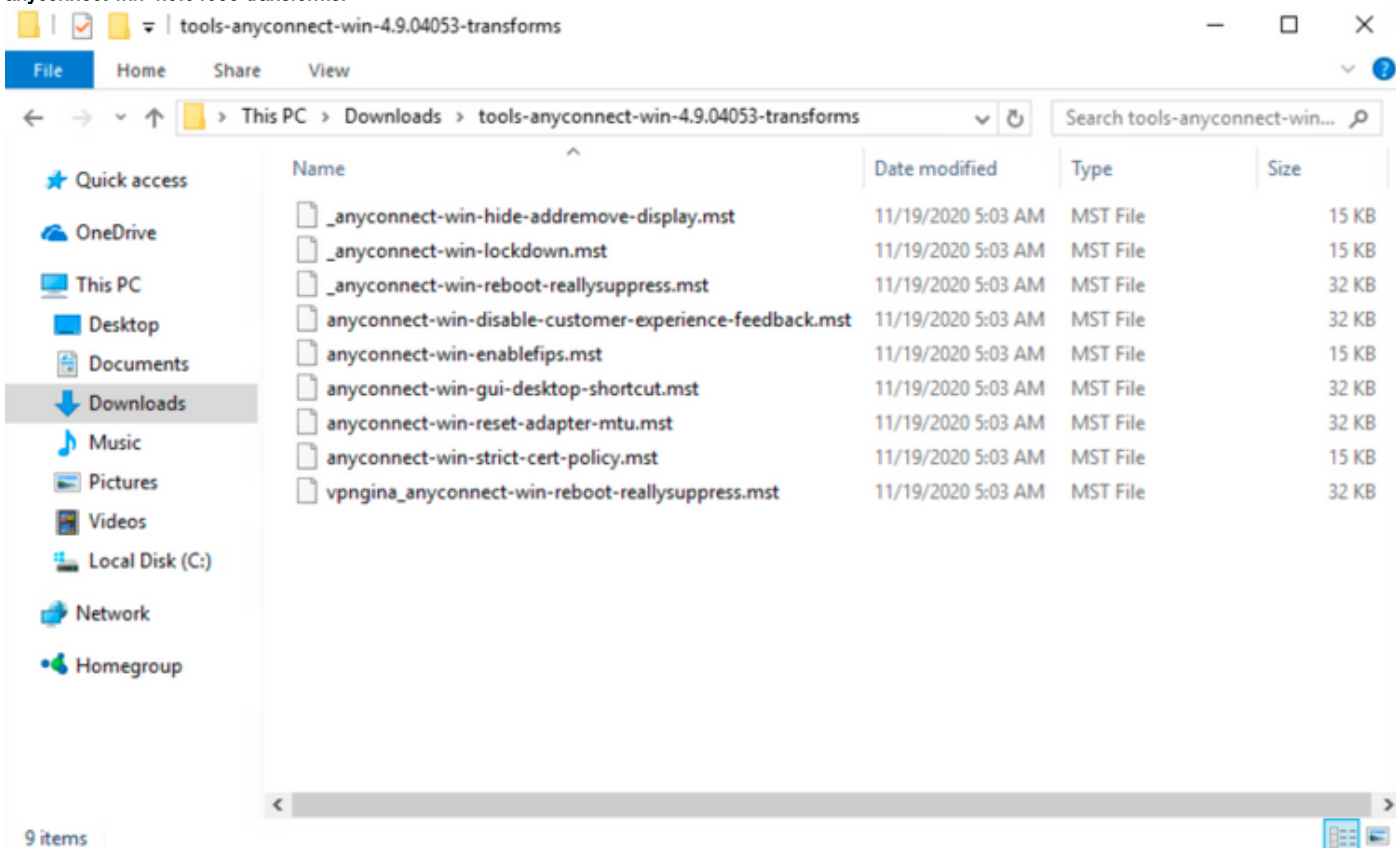 tools-anyconnect-win-4.9.04053-transforms
File Home Share View
This PC > Downloads > tools-anyconnect-win-4.9.04053-transforms
Search tools-anyconnect-win...
Quick access
OneDrive
This PC
Desktop
Documents
Downloads
Music
Pictures
Videos
Local Disk (C:)
Network
Homegroup
Name Date modified Type Size
_anyconnect-win-hide-addremove-display.mst 11/19/2020 5:03 AM MST File 15 KB
_anyconnect-win-lockdown.mst 11/19/2020 5:03 AM MST File 15 KB
_anyconnect-win-reboot-reallysuppress.mst 11/19/2020 5:03 AM MST File 32 KB
anyconnect-win-disable-customer-experience-feedback.mst 11/19/2020 5:03 AM MST File 32 KB
anyconnect-win-enablefips.mst 11/19/2020 5:03 AM MST File 15 KB
anyconnect-win-gui-desktop-shortcut.mst 11/19/2020 5:03 AM MST File 32 KB
anyconnect-win-reset-adapter-mtu.mst 11/19/2020 5:03 AM MST File 32 KB
anyconnect-win-strict-cert-policy.mst 11/19/2020 5:03 AM MST File 15 KB
vpngina_anyconnect-win-reboot-reallysuppress.mst 11/19/2020 5:03 AM MST File 32 KB
9 items